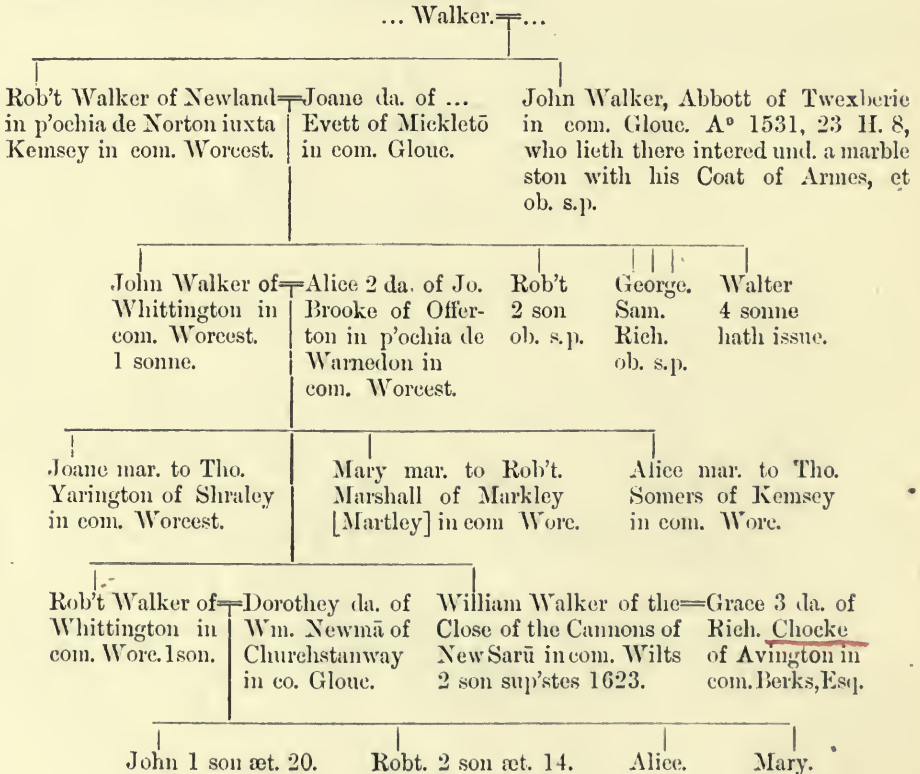 ... Walker.=...
Rob't Walker of Newland=Joane da. of ...
in p'ochia de Norton iuxta Evett of Mickletō
Kemsey in com. Worcest. in com. Glouc.
John Walker, Abbott of Twexberie
in com. Glouc. Aº 1531, 23 H. 8,
who lieth there intered und. a marble
ston with his Coat of Armes, et
ob. s.p.
John Walker of=Alice 2 da. of Jo.
Whittington in Brooke of Offer-
com. Worcest. ton in p'ochia de
1 sonne. Warnedon in
com. Worcest.
Rob't
2 son
ob. s.p.
George.
Sam.
Rich.
ob. s.p.
Walter
4 sonne
hath issue.
Joane mar. to Tho.
Yarington of Shraley
in com. Worcest.
Mary mar. to Rob't.
Marshall of Markley
[Martley] in com Worc.
Alice mar. to Tho.
Somers of Kemsey
in com. Worc.
Rob't Walker of=Dorothey da. of
Whittington in Wm. Newmā of
com. Worc. 1 son. Churchstanway
in co. Glouc.
William Walker of the=Grace 3 da. of
Close of the Cannons of Rich. Chocke
New Sarū in com. Wilts of Avington in
2 son sup'stes 1623. com. Berks, Esq.
John 1 son æt. 20. Robt. 2 son æt. 14. Alice. Mary.